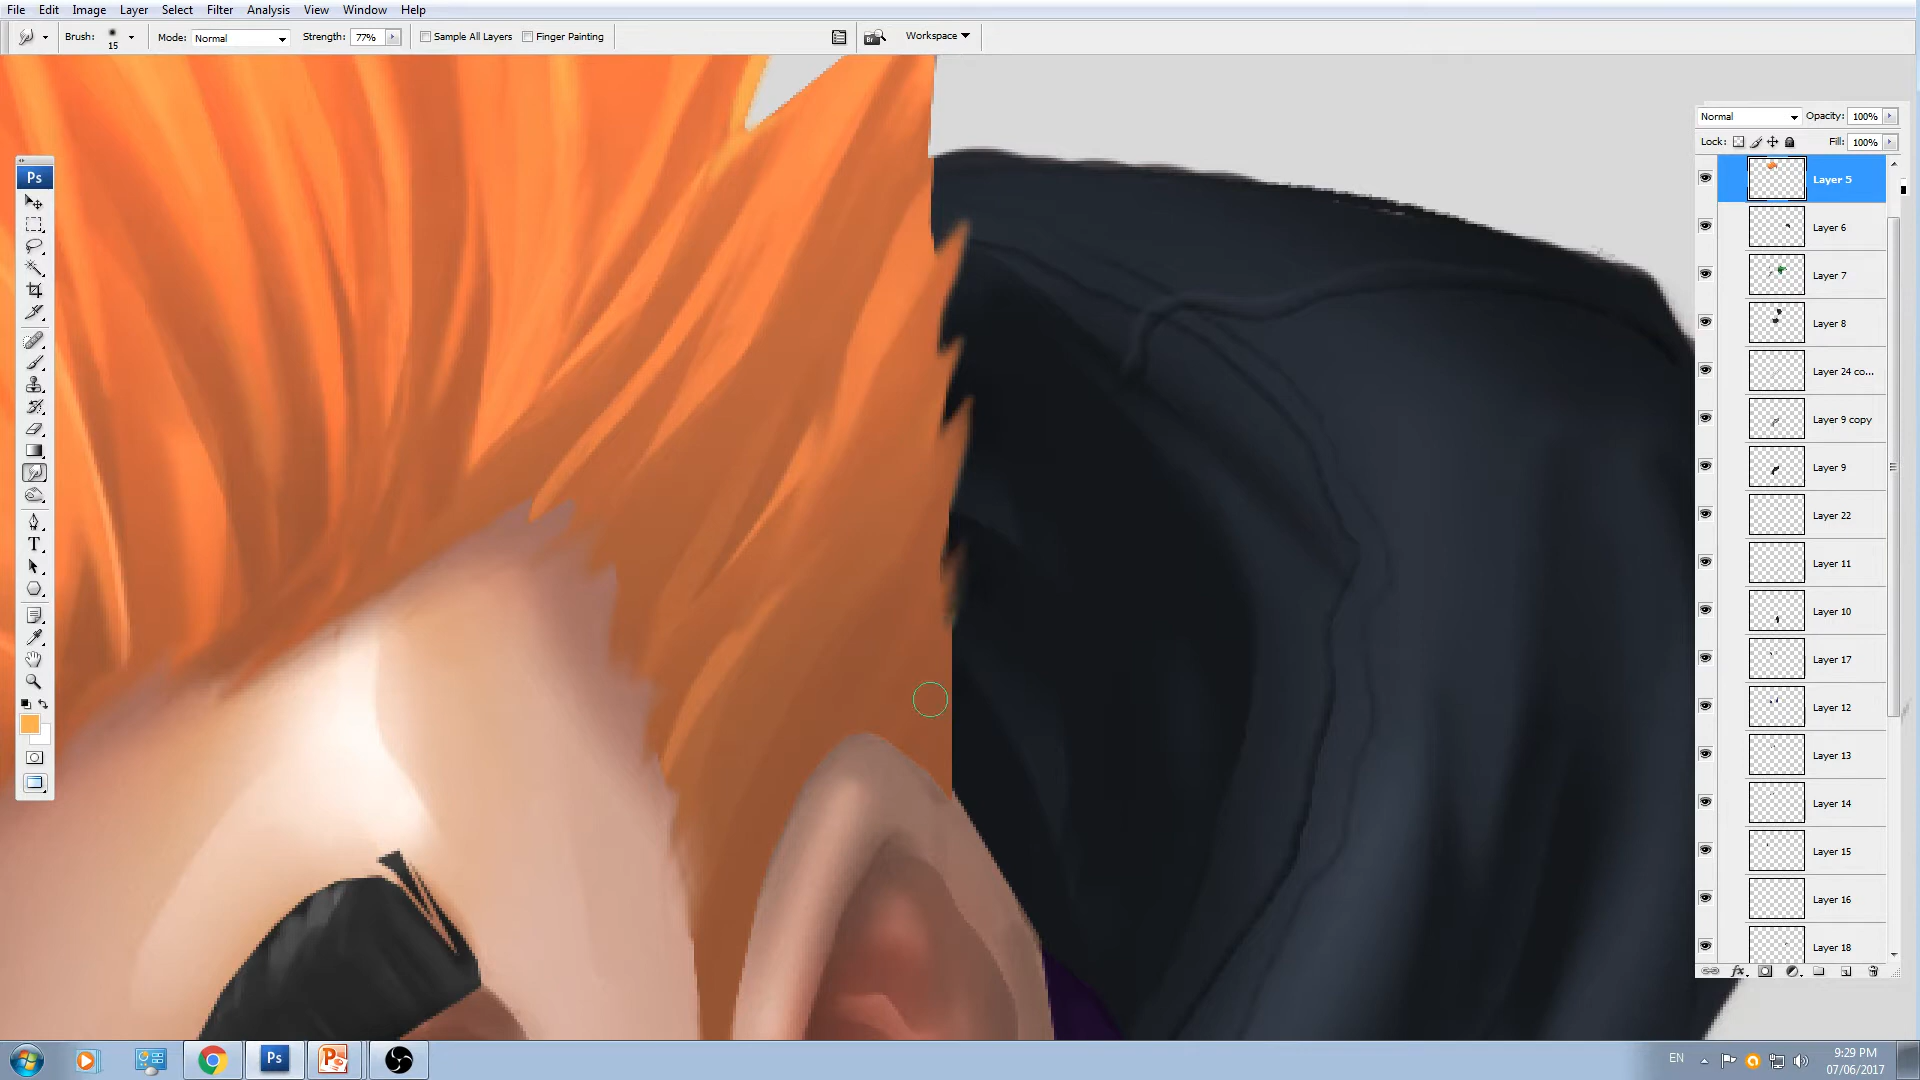 File Edit Image Layer Select Filter Analysis View Window Help
Brush: 15 Mode: Normal Strength: 77% Sample All Layers Finger Painting Br Workspace
Normal Opacity: 100%
Lock: Fill: 100%
Ps
T
Layer 5
Layer 6
Layer 7
Layer 8
Layer 24 co...
Layer 9 copy
Layer 9
Layer 22
Layer 11
Layer 10
Layer 17
Layer 12
Layer 13
Layer 14
Layer 15
Layer 16
Layer 18
fx
Ps P EN 9:29 PM
07/06/2017